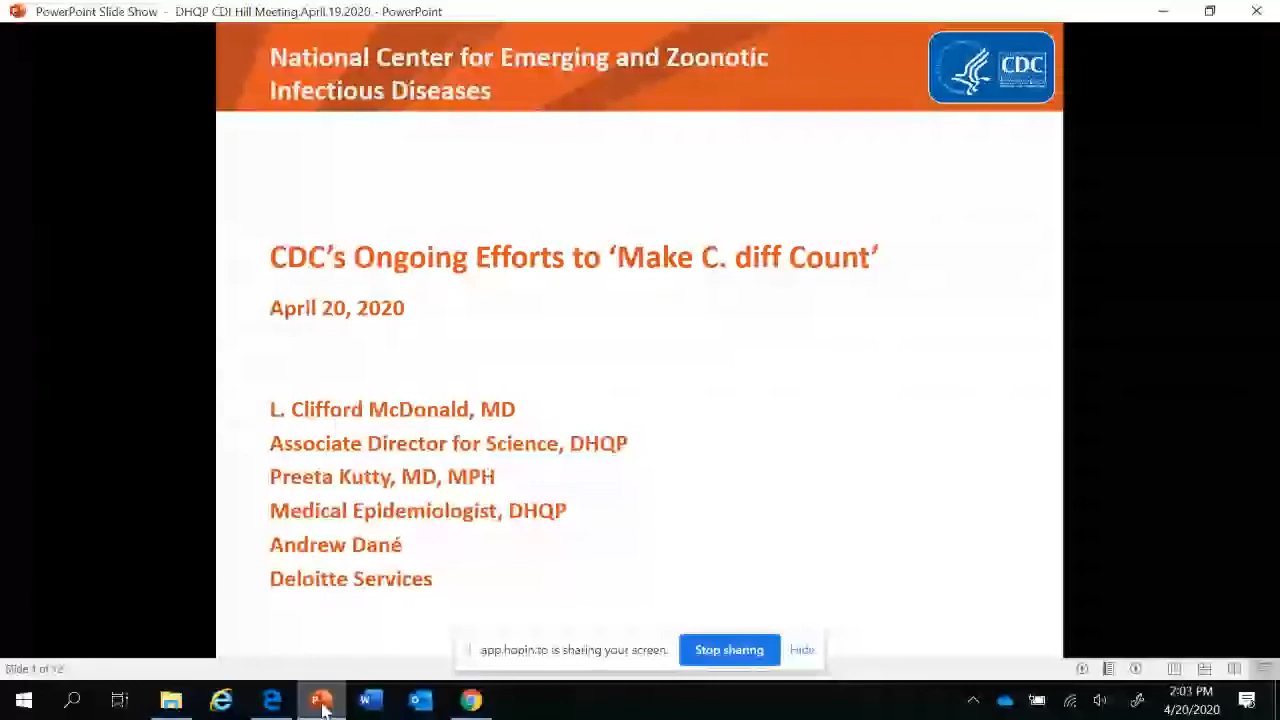 PowerPoint Slide Show - DHQP CDI Hill Meeting.April.19.2020. - PowerPoint
National Center for Emerging and Zoonotic
Infectious Diseases
CDC
CDC's Ongoing Efforts to ‘Make C. diff Count’
April 20, 2020
L. Clifford McDonald, MD
Associate Director for Science, DHQP
Preeta Kutty, MD, MPH
Medical Epidemiologist, DHQP
Andrew Dané
Deloitte Services
app.hopin.to is sharing your screen.
Stop sharing
Hide
Slide 1 of 12
2:03 PM
4/20/2020